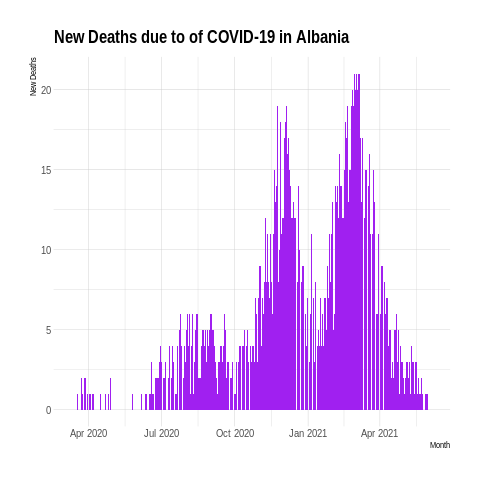 New Deaths due to of COVID-19 in Albania
New Deaths
20
15
10
5
0
Apr 2020 Jul 2020 Oct 2020 Jan 2021 Apr 2021
Month